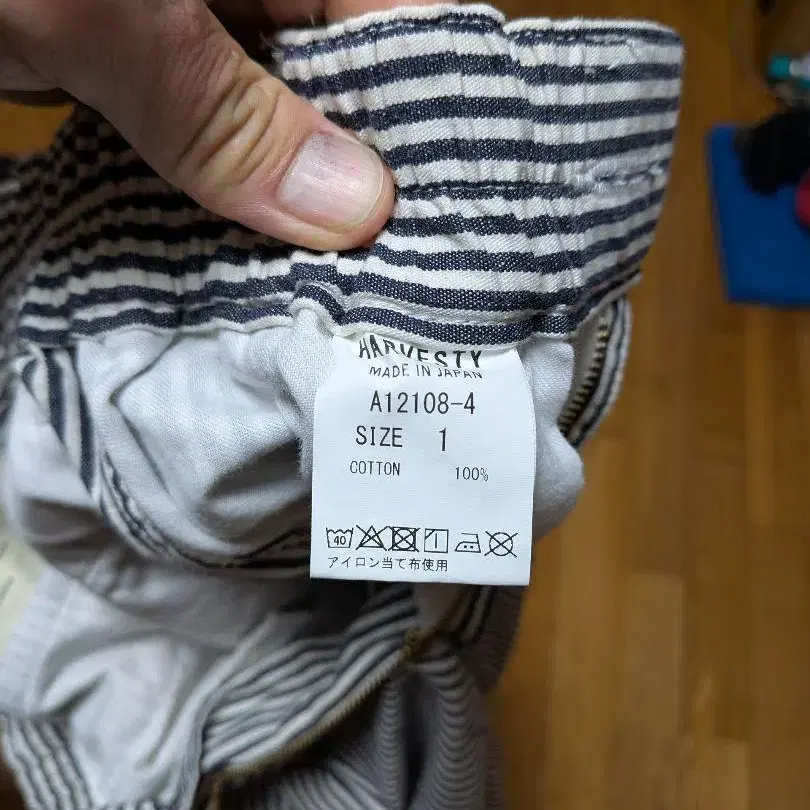 HARVESTY
MADE IN JAPAN
A12108-4
SIZE 1
COTTON 100%
40
アイロン当て布使用